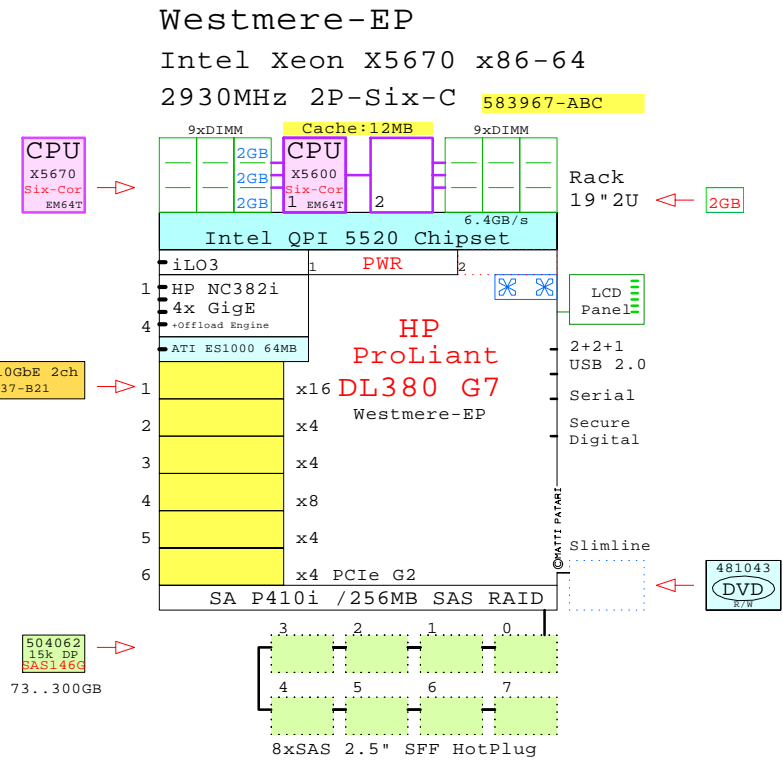 Westmere-EP
Intel Xeon X5670 x86-64
2930MHz 2P-Six-C 583967-ABC
9xDIMM Cache:12MB 9xDIMM
CPU
X5670
Six-Cor
EM64T
2GB
2GB
2GB
CPU
X5600
Six-Cor
1 EM64T
2
Rack
19"2U
2GB
6.4GB/s
Intel QPI 5520 Chipset
iLO3
1 PWR 2
1 HP NC382i
4x GigE
4 +Offload Engine
ATI ES1000 64MB
LCD
Panel
HP
ProLiant
DL380 G7
Westmere-EP
2+2+1
USB 2.0
Serial
Secure
Digital
0GbE 2ch
37-B21
1 x16
2 x4
3 x4
4 x8
5 x4
6 x4 PCIe G2
©MATTI PATARI
Slimline
481043
DVD
R/W
SA P410i /256MB SAS RAID
504062
15k DP
SAS146G
73..300GB
3 2 1 0
4 5 6 7
8xSAS 2.5" SFF HotPlug